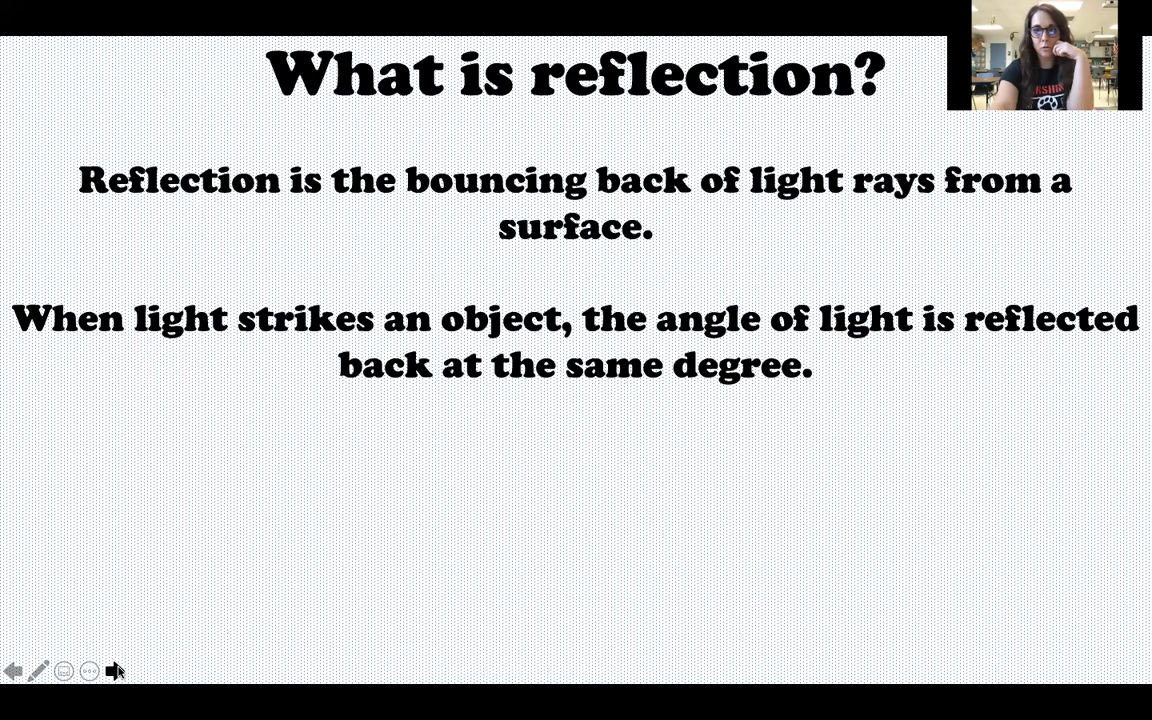 What is reflection?
Reflection is the bouncing back of light rays from a
surface.
When light strikes an object, the angle of light is reflected
back at the same degree.